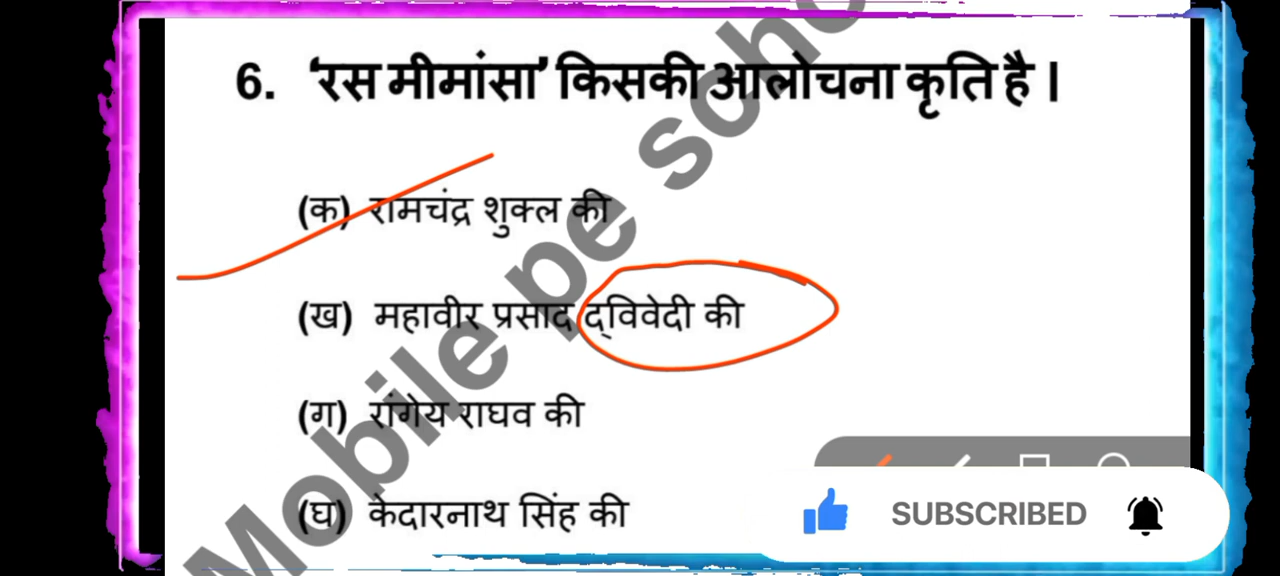 6. 'रस मीमांसा' किसकी आलोचना कृति है ।
(क) रामचंद्र शुक्ल की
(ख) महावीर प्रसाद द्विवेदी की
(ग) रांगेय राघव की
(घ) केदारनाथ सिंह की
Mobile pe scho
SUBSCRIBED